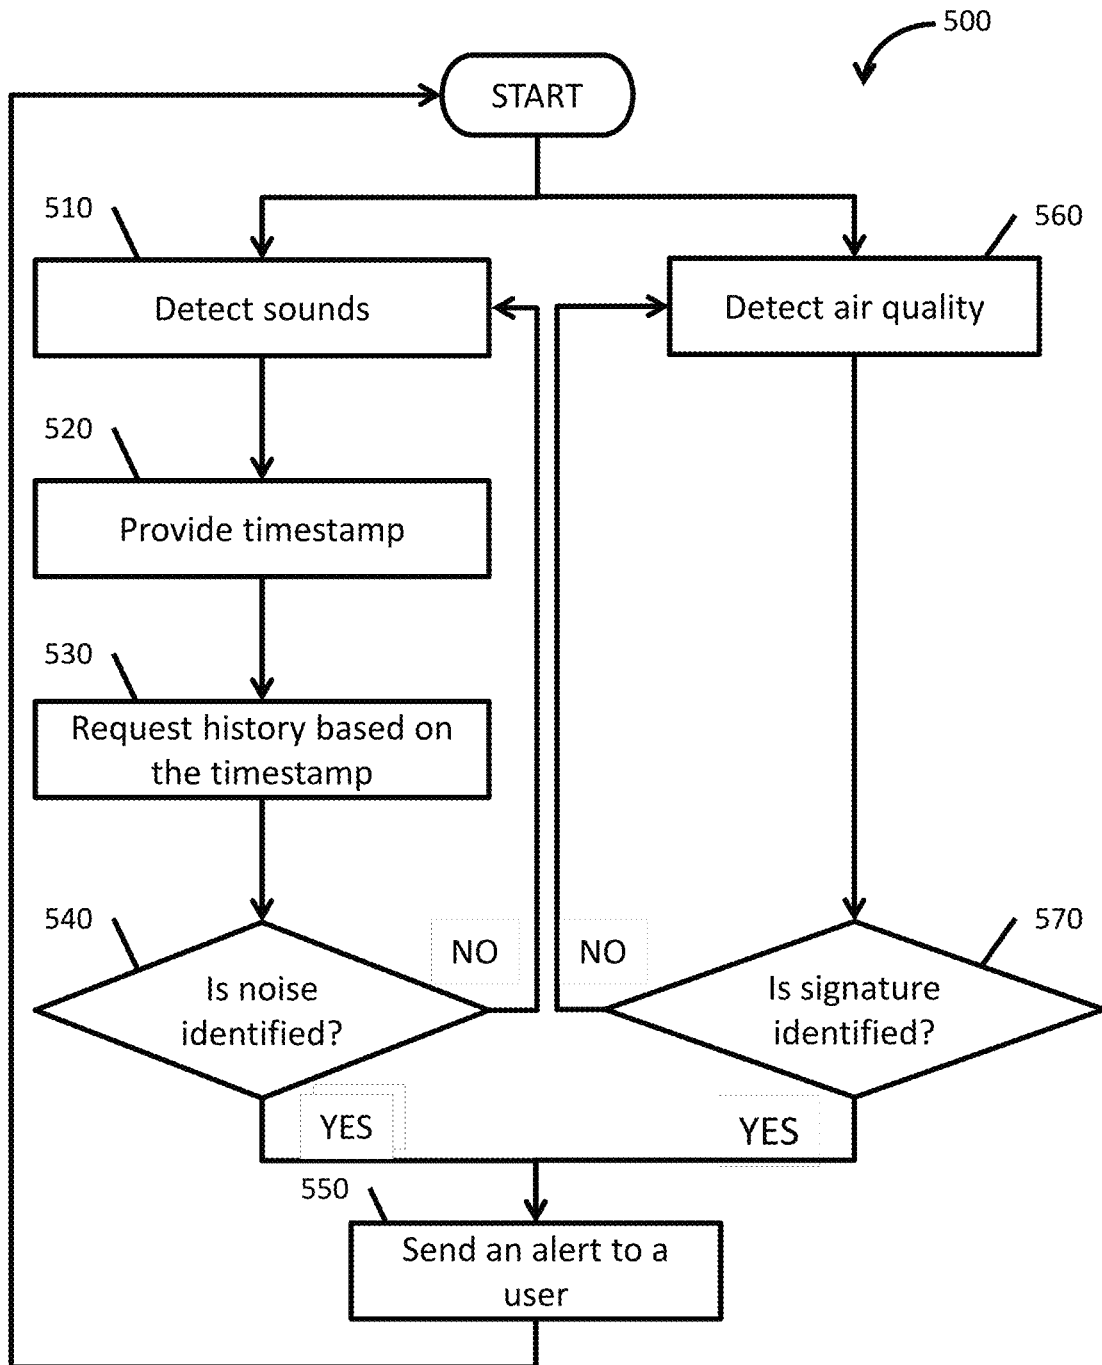 500
START
510
560
Detect sounds
Detect air quality
520
Provide timestamp
530
Request history based on
the timestamp
540
570
NO
NO
Is noise
identified?
Is signature
identified?
YES
YES
550
Send an alert to a
user